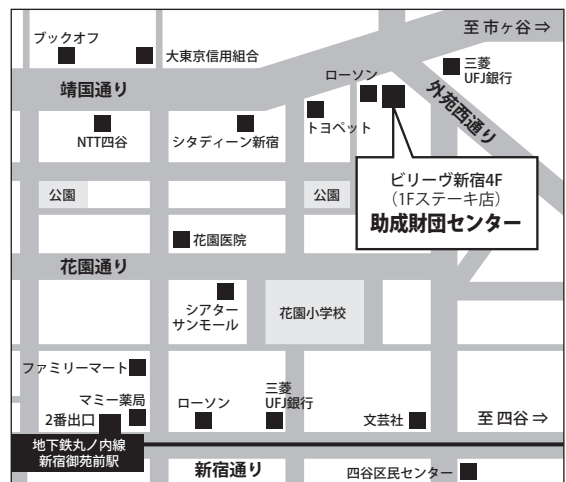 至 市ヶ谷 ⇒
ブックオフ
大東京信用組合
三菱
UFJ銀行
ローソン
靖国通り
外苑西通り
NTT四谷
シタディーン新宿
トヨペット
ビリーヴ新宿4F
（1Fステーキ店）
助成財団センター
公園
公園
花園医院
花園通り
シアター
サンモール
花園小学校
ファミリーマート
マミー薬局
2番出口
ローソン
三菱
UFJ銀行
文芸社
至 四谷 ⇒
地下鉄丸ノ内線
新宿御苑前駅
新宿通り
四谷区民センター